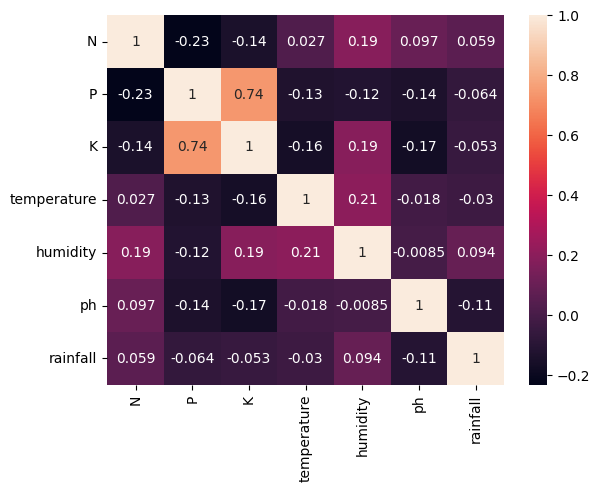 N 1 -0.23 -0.14 0.027 0.19 0.097 0.059
P -0.23 1 0.74 -0.13 -0.12 -0.14 -0.064
K -0.14 0.74 1 -0.16 0.19 -0.17 -0.053
temperature 0.027 -0.13 -0.16 1 0.21 -0.018 -0.03
humidity 0.19 -0.12 0.19 0.21 1 -0.0085 0.094
ph 0.097 -0.14 -0.17 -0.018 -0.0085 1 -0.11
rainfall 0.059 -0.064 -0.053 -0.03 0.094 -0.11 1
N P K temperature humidity ph rainfall
1.0
0.8
0.6
0.4
0.2
0.0
−0.2